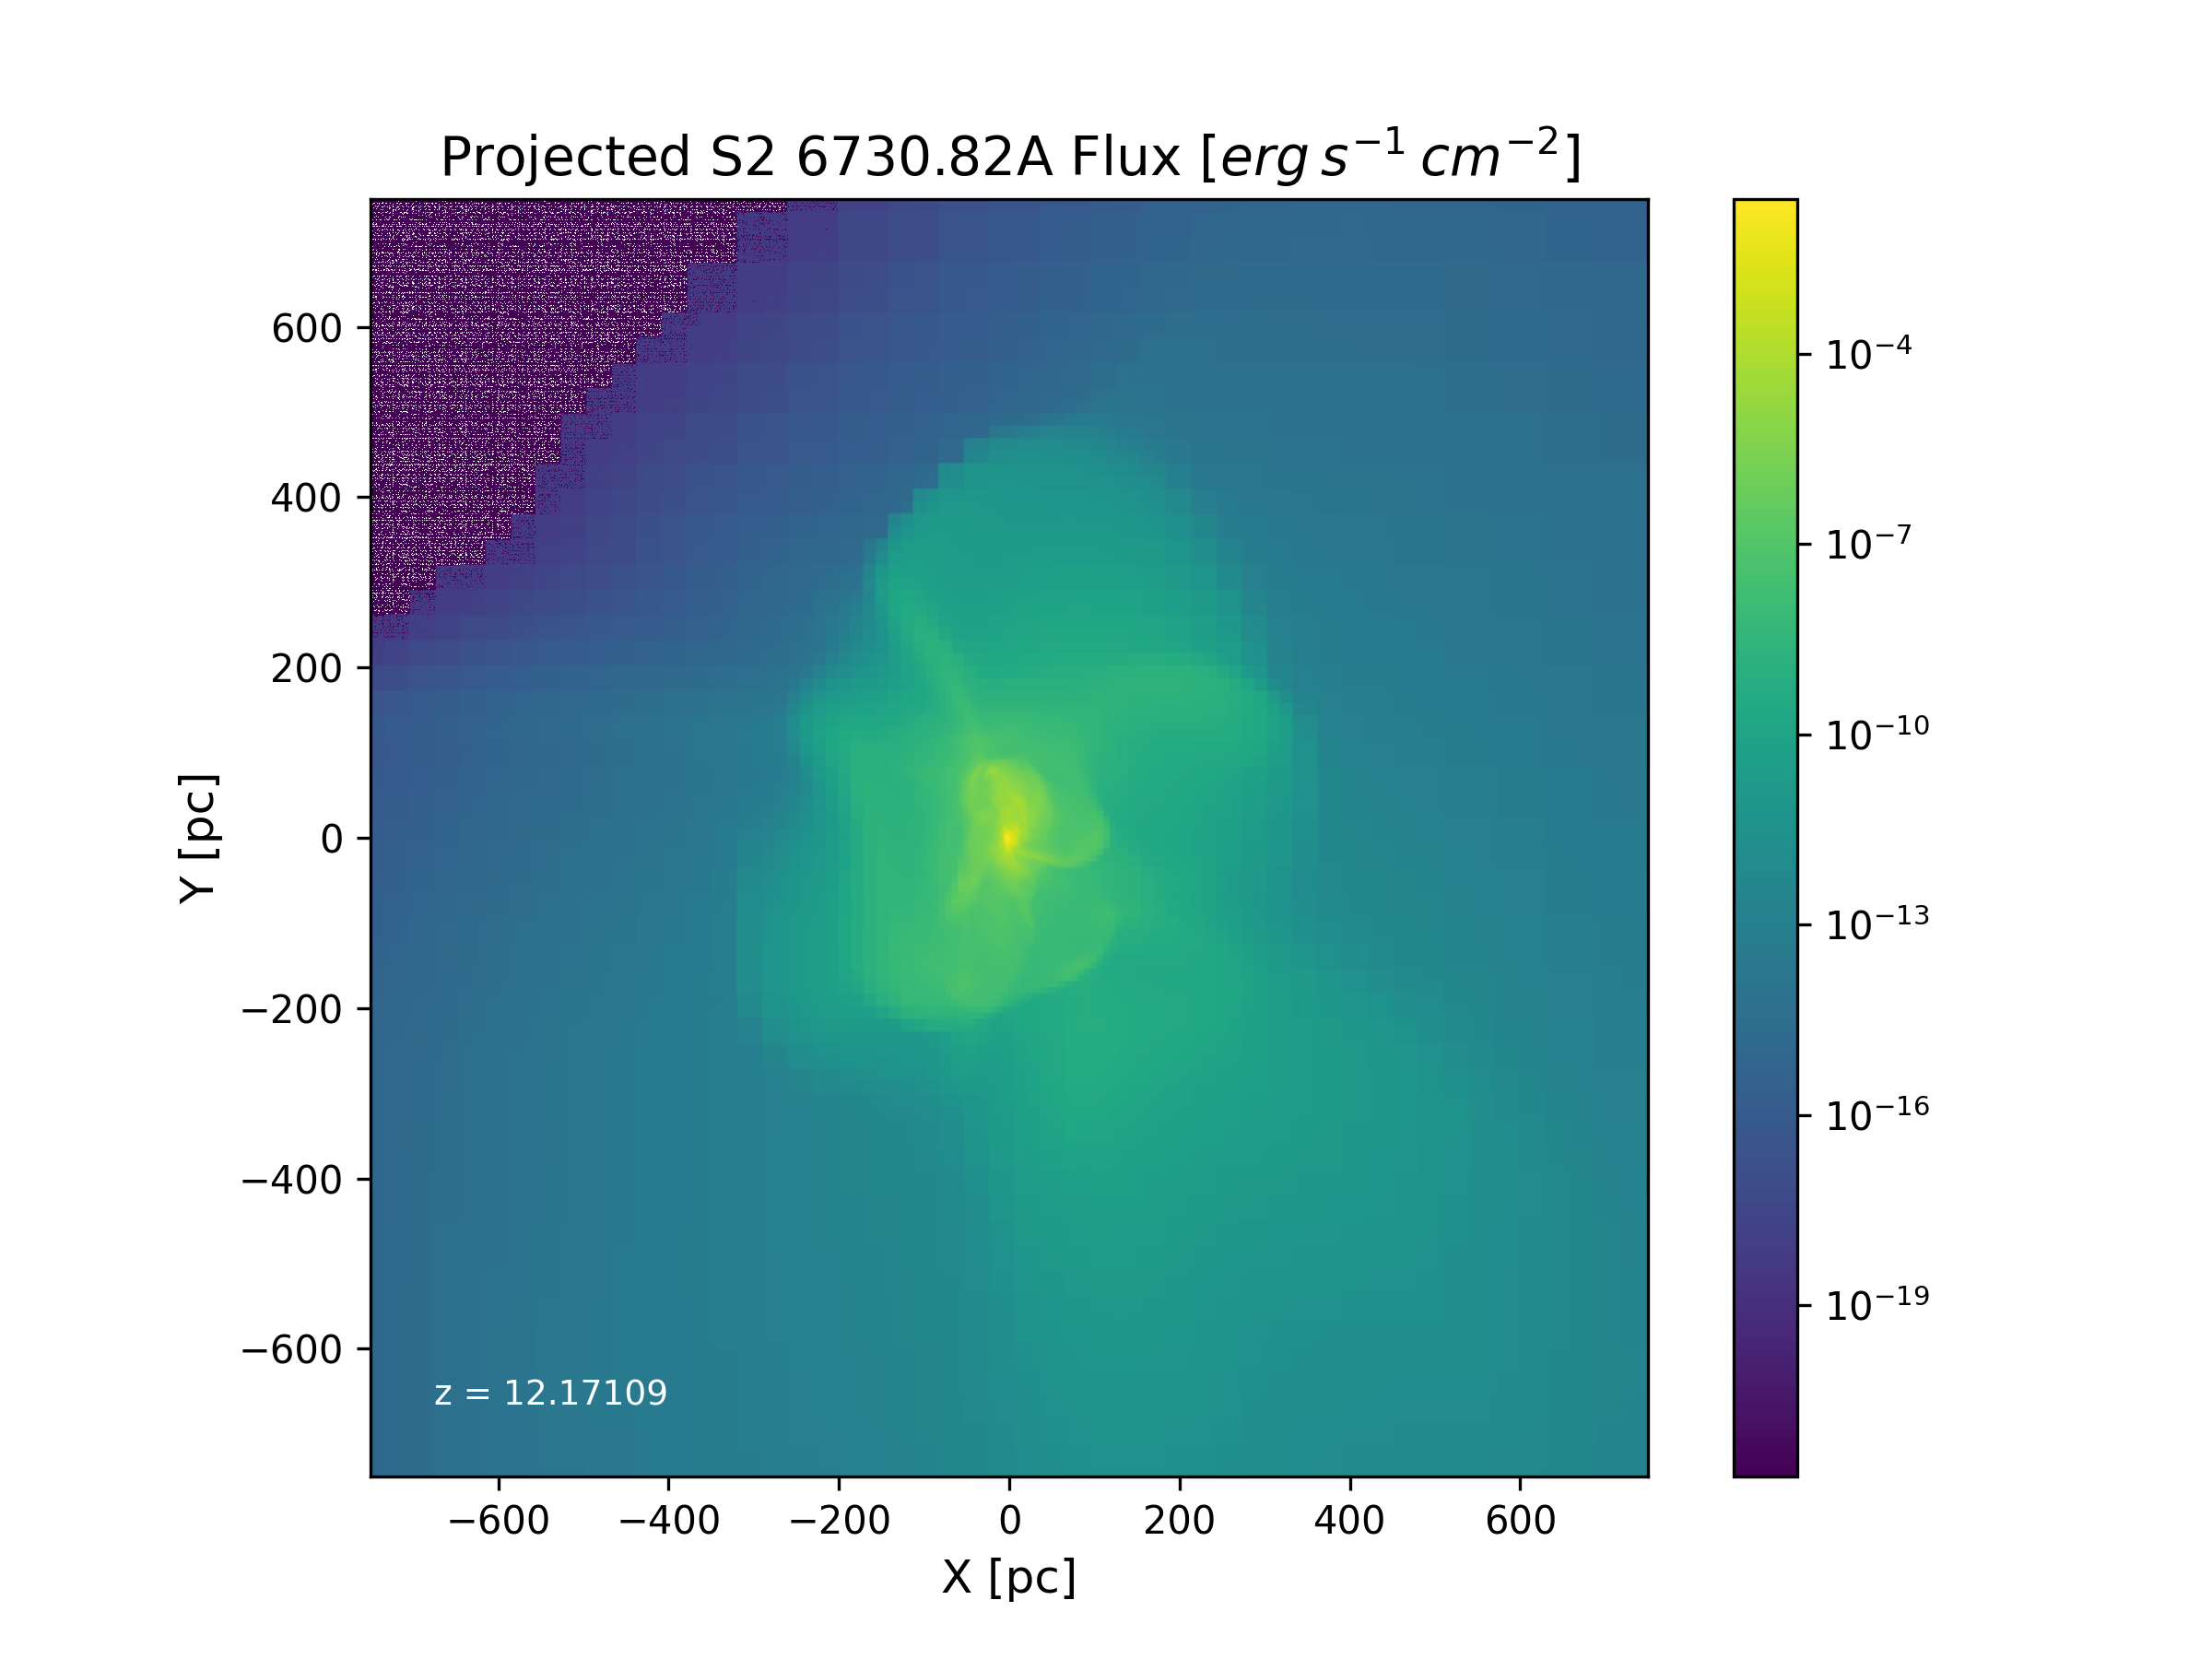 Projected S2 6730.82A Flux [erg s⁻¹ cm⁻²]
Y [pc]
600
400
200
0
−200
−400
−600
z = 12.17109
−600 −400 −200 0 200 400 600
X [pc]
10⁻⁴
10⁻⁷
10⁻¹⁰
10⁻¹³
10⁻¹⁶
10⁻¹⁹